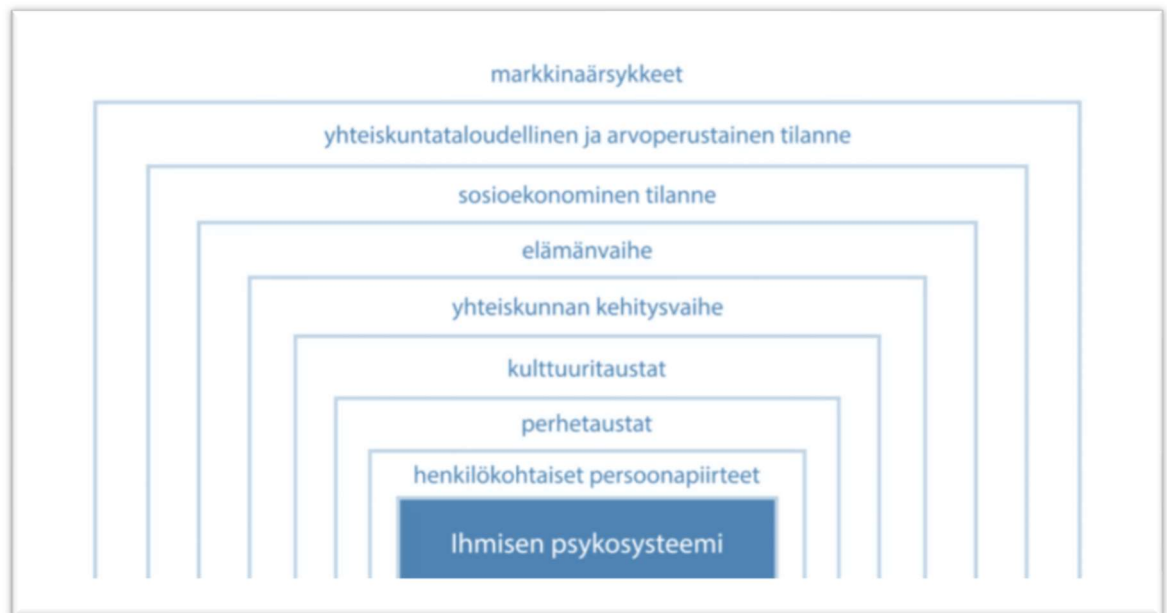 markkinaärsykkeet
yhteiskuntataloudellinen ja arvoperustainen tilanne
sosioekonominen tilanne
elämänvaihe
yhteiskunnan kehitysvaihe
kulttuuritaustat
perhetaustat
henkilökohtaiset persoonapiirteet
Ihmisen psykosysteemi